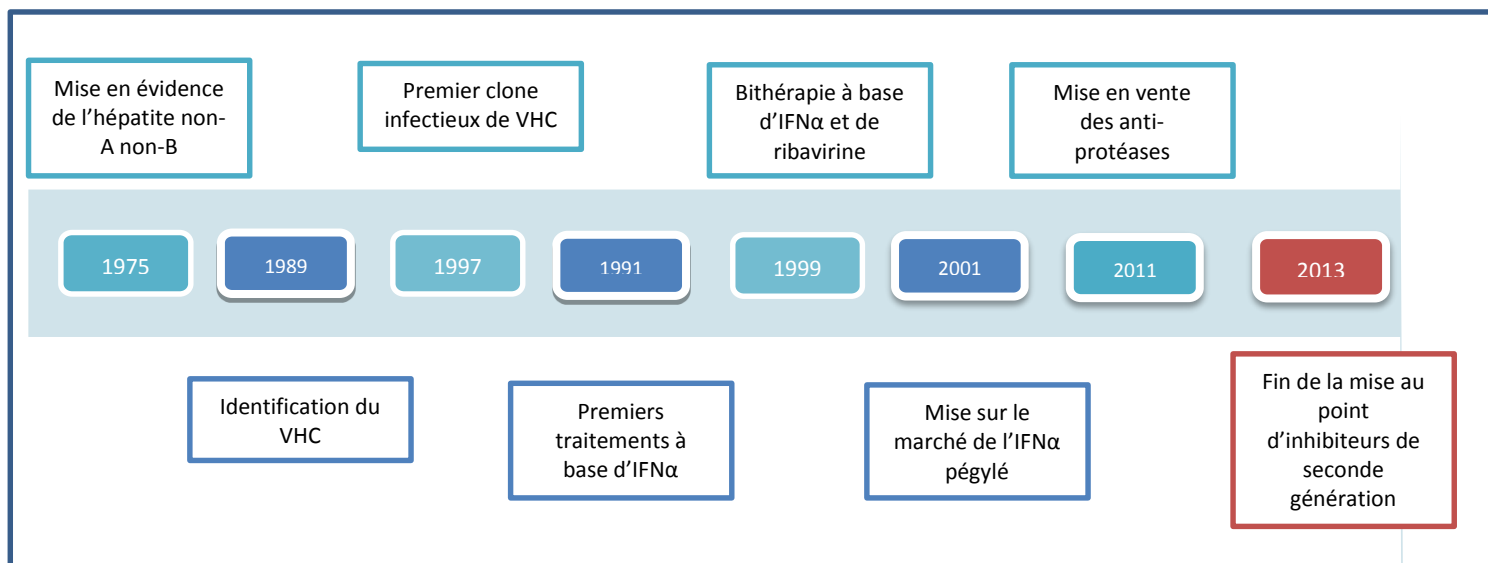 Mise en évidence
de l'hépatite non-
A non-B
Premier clone
infectieux de VHC
Bithérapie à base
d'IFNα et de
ribavirine
Mise en vente
des anti-
protéases
1975
1989
1997
1991
1999
2001
2011
2013
Identification du
VHC
Premiers
traitements à
base d'IFNα
Mise sur le
marché de l'IFNα
pégylé
Fin de la mise au
point
d'inhibiteurs de
seconde
génération